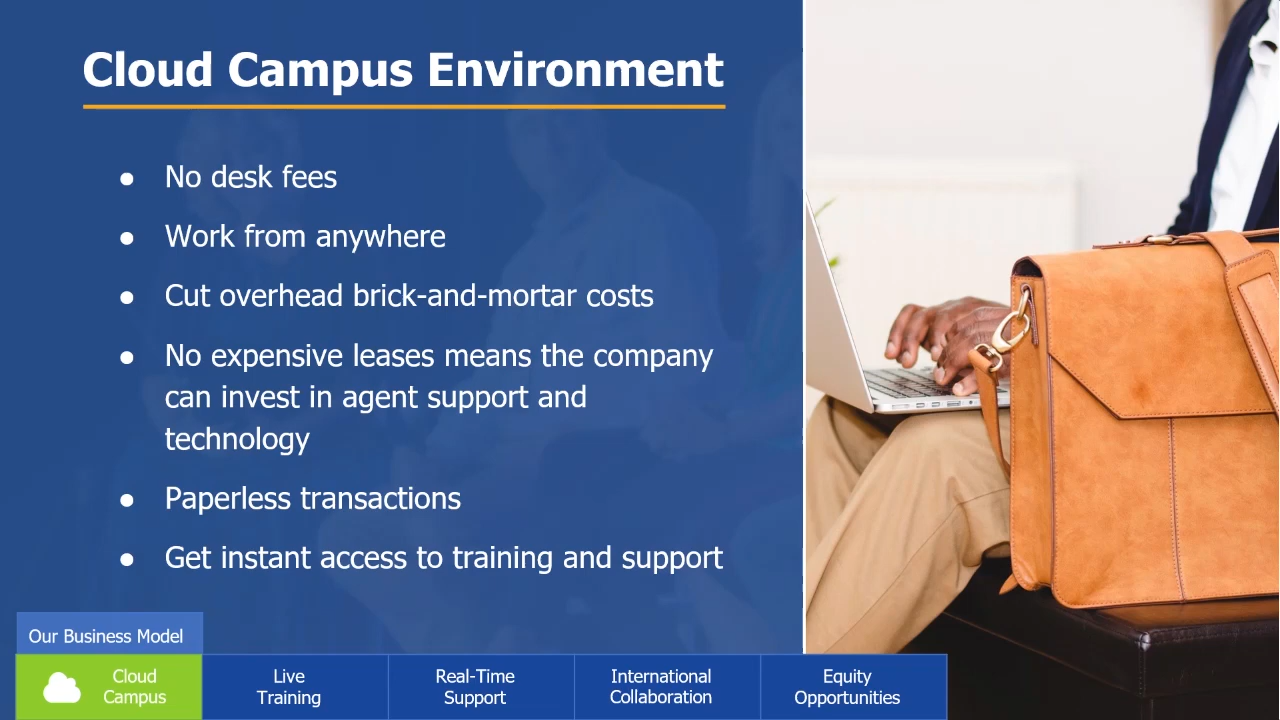 Cloud Campus Environment
● No desk fees
● Work from anywhere
● Cut overhead brick-and-mortar costs
● No expensive leases means the company
can invest in agent support and
technology
● Paperless transactions
● Get instant access to training and support
Our Business Model
Cloud
Campus
Live
Training
Real-Time
Support
International
Collaboration
Equity
Opportunities